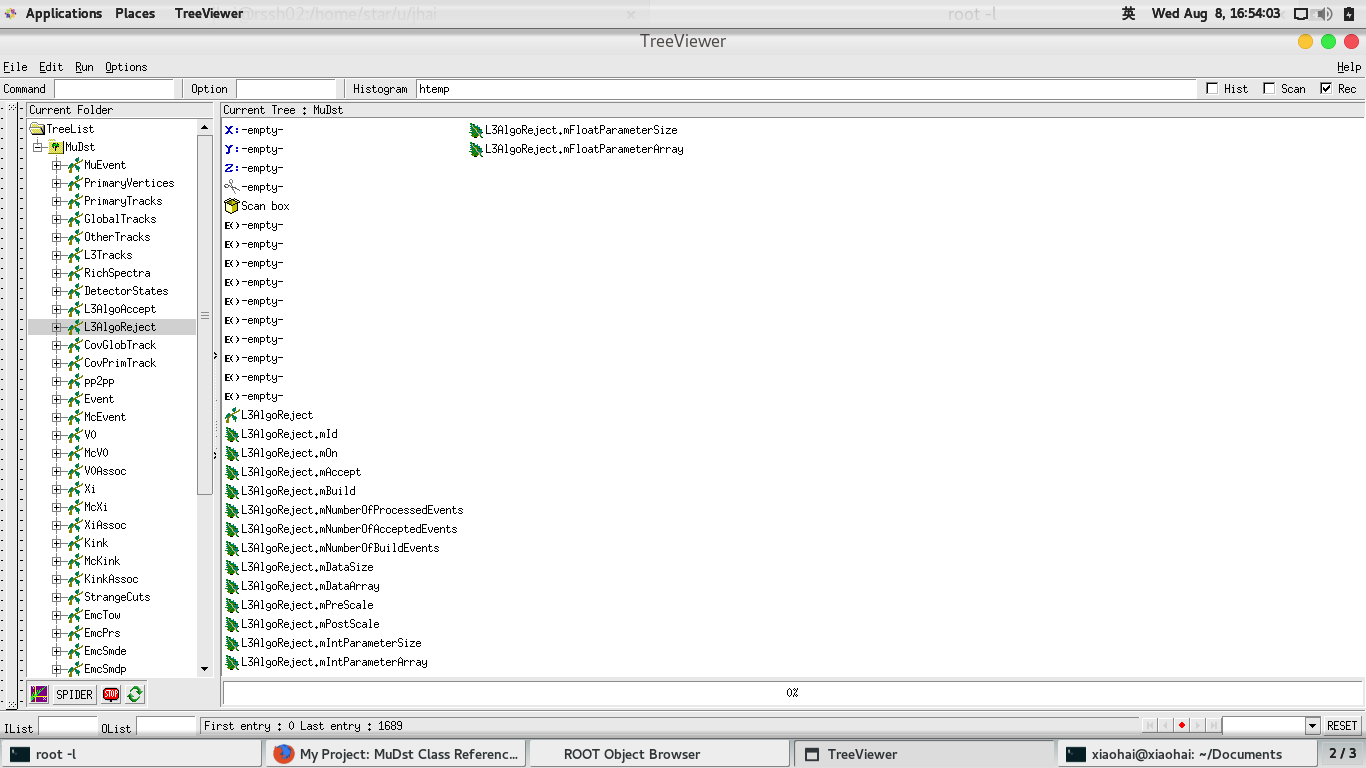 Applications Places TreeViewer @rssh02:/home/star/u/jhai root -l 英 Wed Aug 8, 16:54:03
TreeViewer
File Edit Run Options Help
Command Option Histogram htemp Hist Scan Rec
Current Folder
TreeList
MuDst
MuEvent
PrimaryVertices
PrimaryTracks
GlobalTracks
OtherTracks
L3Tracks
RichSpectra
DetectorStates
L3AlgoAccept
L3AlgoReject
CovGlobTrack
CovPrimTrack
pp2pp
Event
McEvent
V0
McV0
V0Assoc
Xi
McXi
XiAssoc
Kink
McKink
KinkAssoc
StrangeCuts
EmcTow
EmcPrs
EmcSmde
EmcSmdp
SPIDER STOP
Current Tree : MuDst
X: -empty-
Y: -empty-
Z: -empty-
-empty-
Scan box
E() -empty-
E() -empty-
E() -empty-
E() -empty-
E() -empty-
E() -empty-
E() -empty-
E() -empty-
E() -empty-
E() -empty-
L3AlgoReject
L3AlgoReject.mId
L3AlgoReject.mOn
L3AlgoReject.mAccept
L3AlgoReject.mBuild
L3AlgoReject.mNumberOfProcessedEvents
L3AlgoReject.mNumberOfAcceptedEvents
L3AlgoReject.mNumberOfBuildEvents
L3AlgoReject.mDataSize
L3AlgoReject.mDataArray
L3AlgoReject.mPreScale
L3AlgoReject.mPostScale
L3AlgoReject.mIntParameterSize
L3AlgoReject.mIntParameterArray
L3AlgoReject.mFloatParameterSize
L3AlgoReject.mFloatParameterArray
0%
IList OList First entry : 0 Last entry : 1689 RESET
root -l My Project: MuDst Class Referenc... ROOT Object Browser TreeViewer xiaohai@xiaohai: ~/Documents 2 / 3